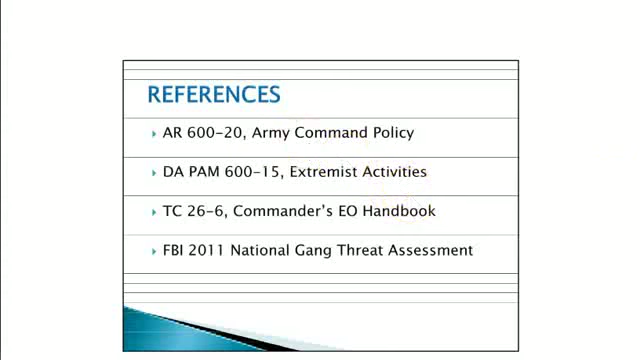 REFERENCES
AR 600-20, Army Command Policy
DA PAM 600-15, Extremist Activities
TC 26-6, Commander's EO Handbook
FBI 2011 National Gang Threat Assessment